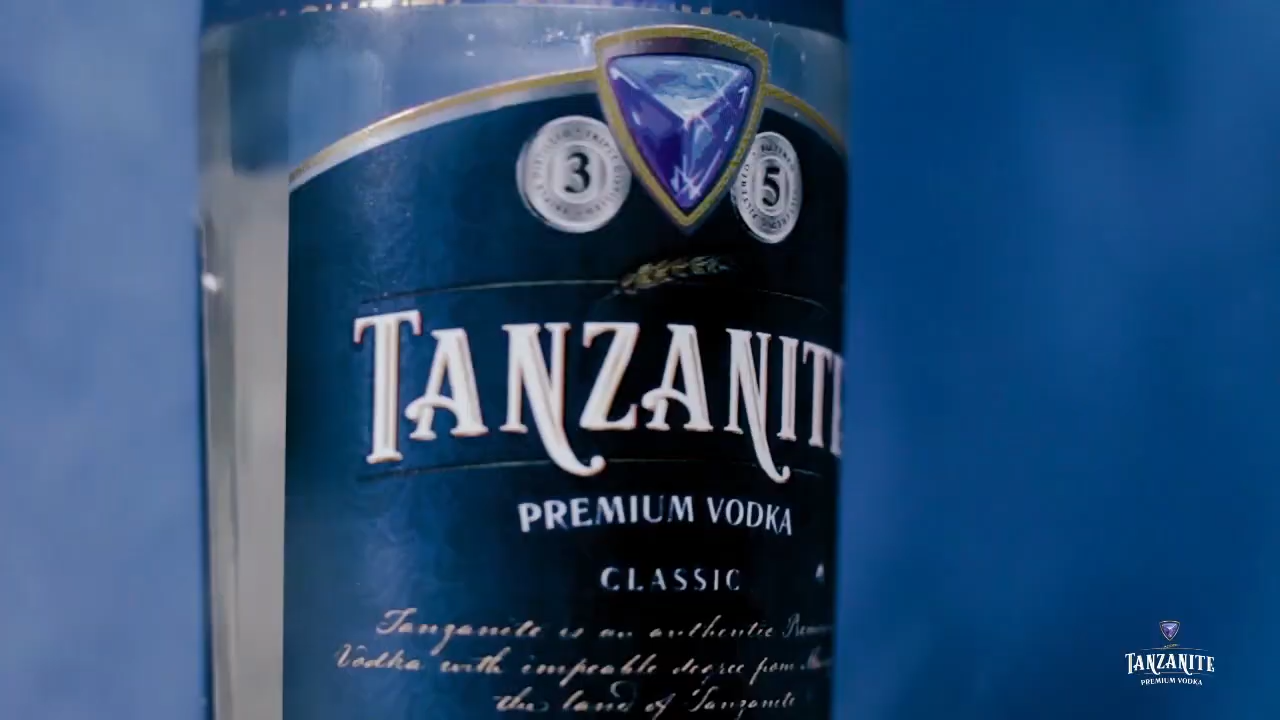 3
5
TANZANITE
PREMIUM VODKA
CLASSIC
Tanzanite is an authentic
Vodka with impeable degree from
the land of Tanzanite
TANZANITE
PREMIUM VODKA